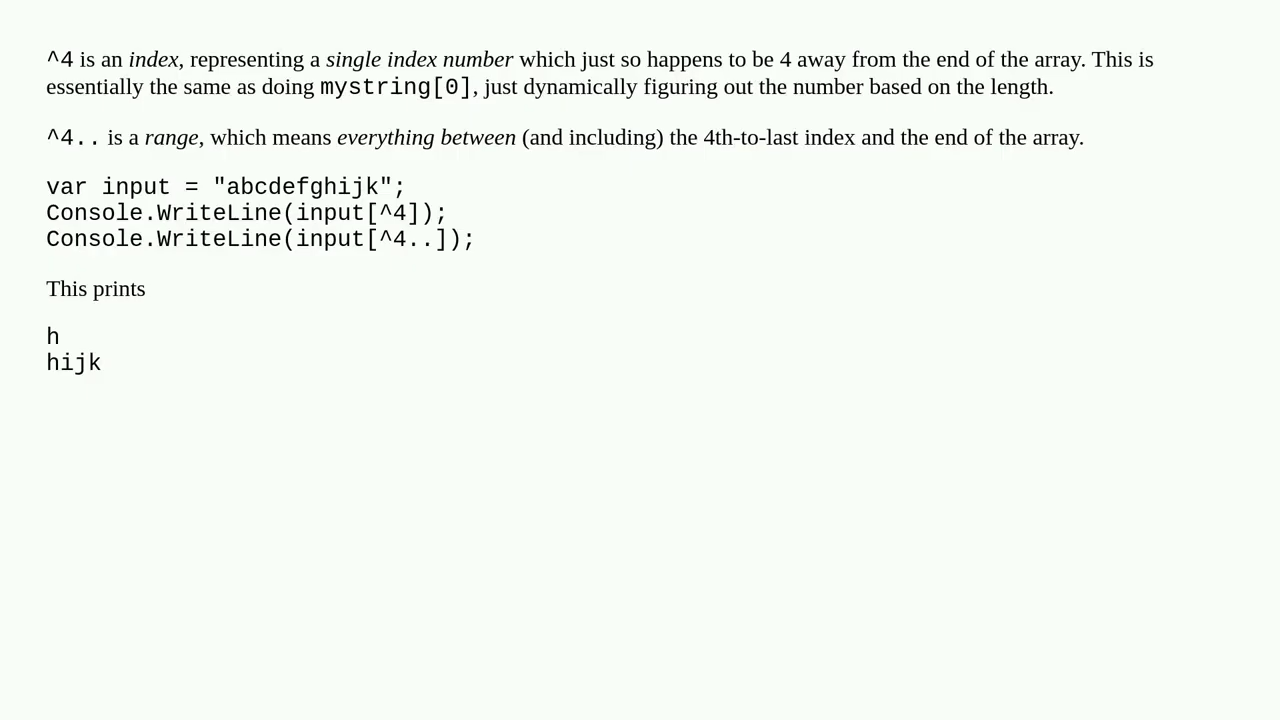 ^4 is an index, representing a single index number which just so happens to be 4 away from the end of the array. This is
essentially the same as doing mystring[0], just dynamically figuring out the number based on the length.
^4.. is a range, which means everything between (and including) the 4th-to-last index and the end of the array.
var input = "abcdefghijk";
Console.WriteLine(input[^4]);
Console.WriteLine(input[^4..]);
This prints
h
hijk